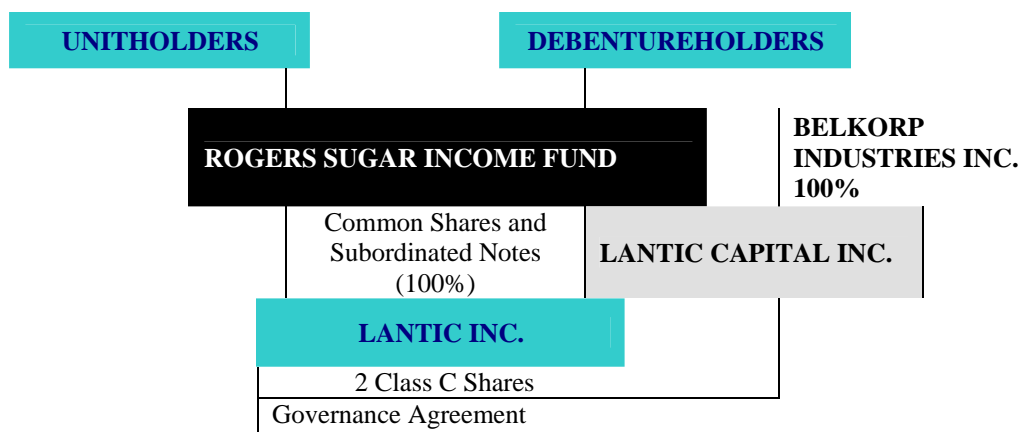 UNITHOLDERS
DEBENTUREHOLDERS
ROGERS SUGAR INCOME FUND
BELKORP
INDUSTRIES INC.
100%
Common Shares and
Subordinated Notes
(100%)
LANTIC CAPITAL INC.
LANTIC INC.
2 Class C Shares
Governance Agreement